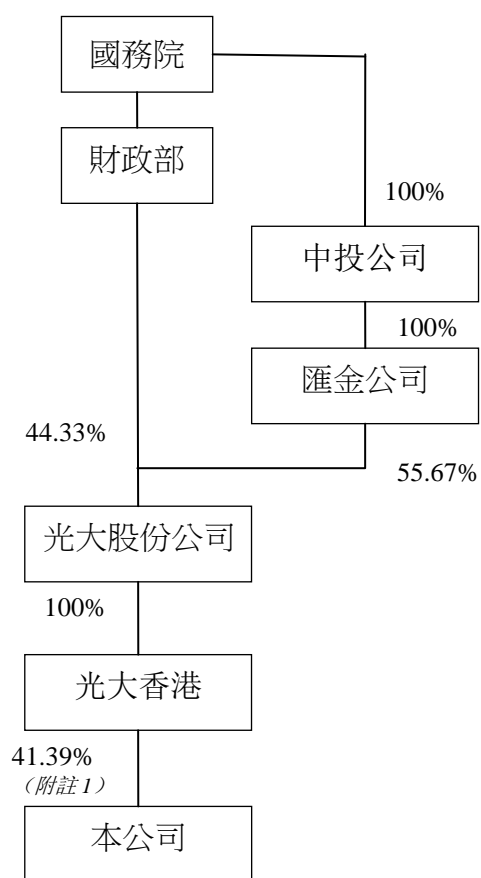 國務院
財政部
100%
中投公司
100%
匯金公司
44.33%
55.67%
光大股份公司
100%
光大香港
41.39%
（附註1）
本公司